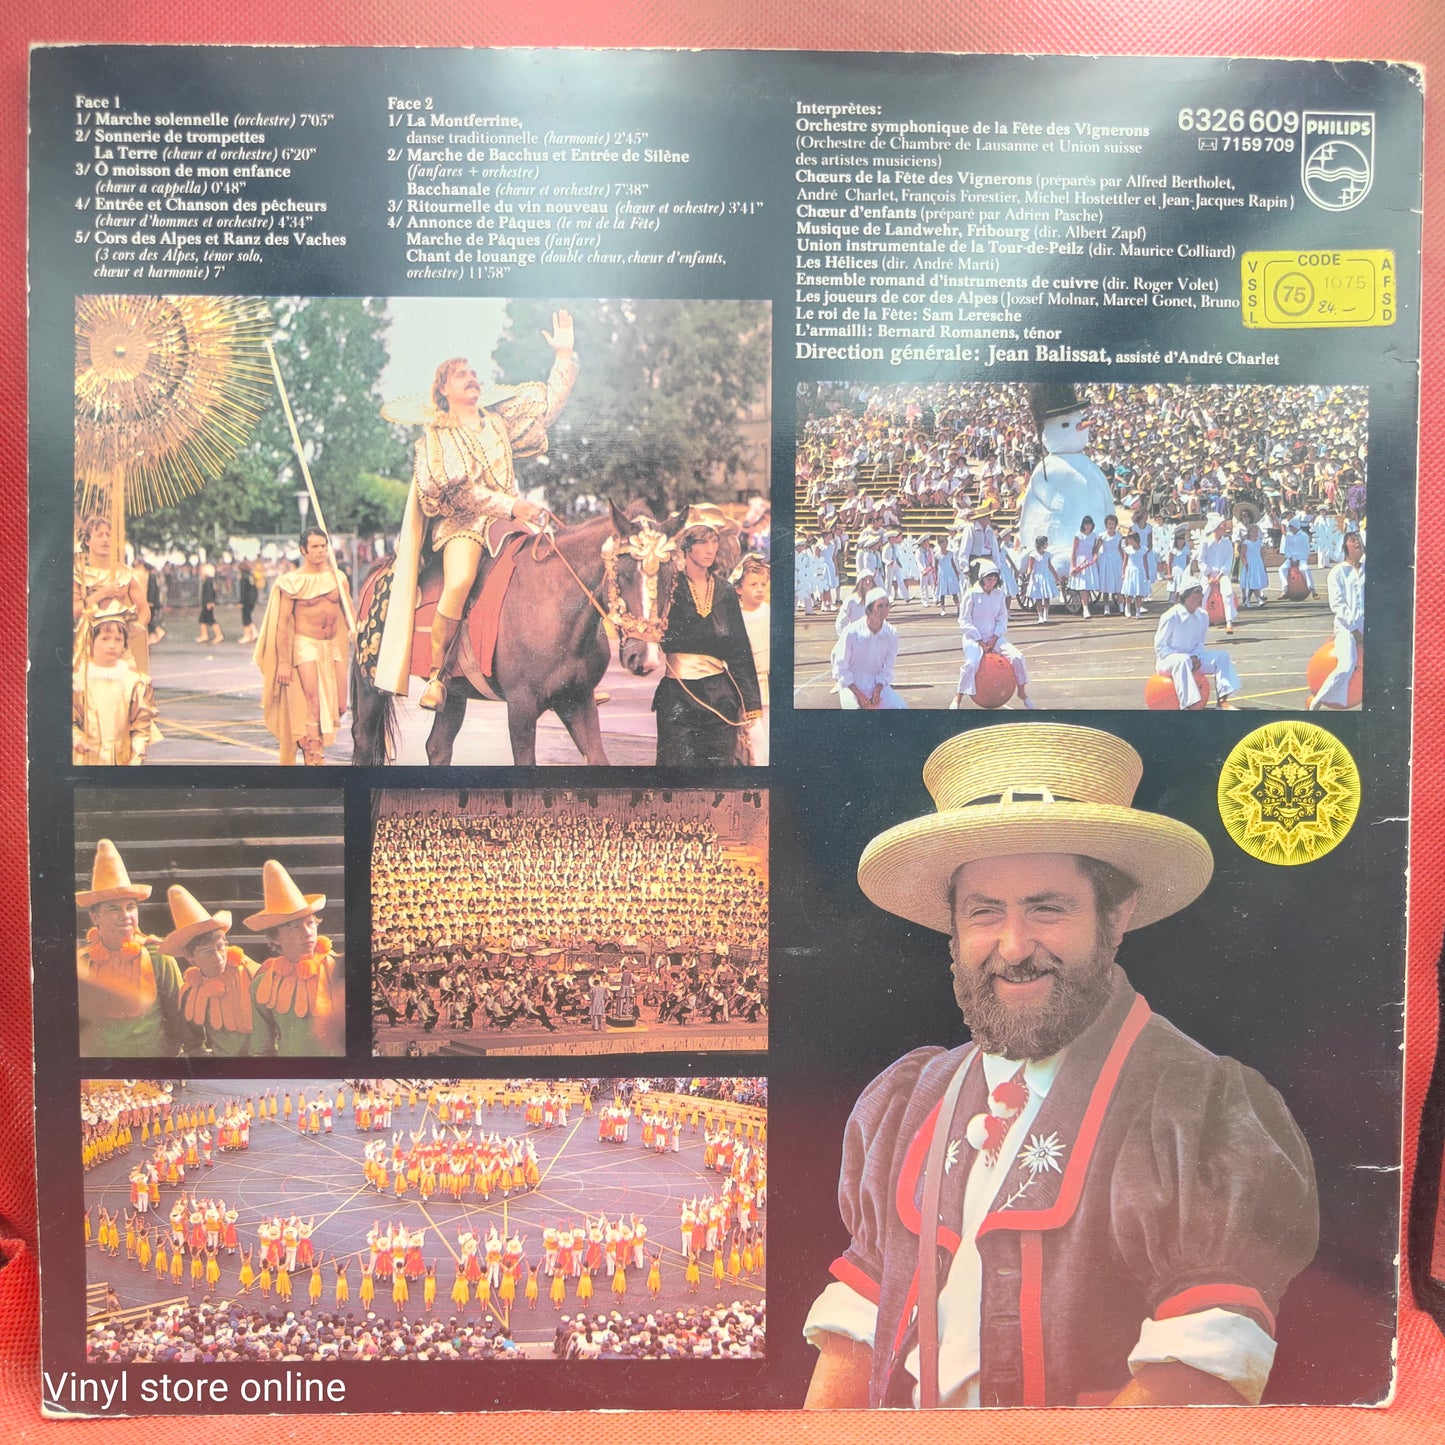 Face 1
1/ Marche solennelle (orchestre) 7'05"
2/ Sonnerie de trompettes
La Terre (chœur et orchestre) 6'20"
3/ Ô moisson de mon enfance
(chœur a cappella) 0'48"
4/ Entrée et Chanson des pêcheurs
(chœur d'hommes et orchestre) 4'34"
5/ Cors des Alpes et Ranz des Vaches
(3 cors des Alpes, ténor solo,
chœur et harmonie) 7'
Face 2
1/ La Montferrine,
danse traditionnelle (harmonie) 2'45"
2/ Marche de Bacchus et Entrée de Silène
(fanfares + orchestre)
Bacchanale (chœur et orchestre) 7'38"
3/ Ritournelle du vin nouveau (chœur et ochestre) 3'41"
4/ Annonce de Pâques (le roi de la Fête)
Marche de Pâques (fanfare)
Chant de louange (double chœur, chœur d'enfants,
orchestre) 11'58"
Interprètes:
Orchestre symphonique de la Fête des Vignerons
(Orchestre de Chambre de Lausanne et Union suisse
des artistes musiciens)
Chœurs de la Fête des Vignerons (préparés par Alfred Bertholet,
André Charlet, François Forestier, Michel Hostettler et Jean-Jacques Rapin)
Chœur d'enfants (préparé par Adrien Pasche)
Musique de Landwehr, Fribourg (dir. Albert Zapf)
Union instrumentale de la Tour-de-Peilz (dir. Maurice Colliard)
Les Hélices (dir. André Marti)
Ensemble romand d'instruments de cuivre (dir. Roger Volet)
Les joueurs de cor des Alpes (Jozsef Molnar, Marcel Gonet, Bruno
Le roi de la Fête: Sam Leresche
L'armailli: Bernard Romanens, ténor
Direction générale: Jean Balissat, assisté d'André Charlet
6326 609
7159 709
PHILIPS
VSSL
CODE
75
1075
24.-
AFSD
Vinyl store online